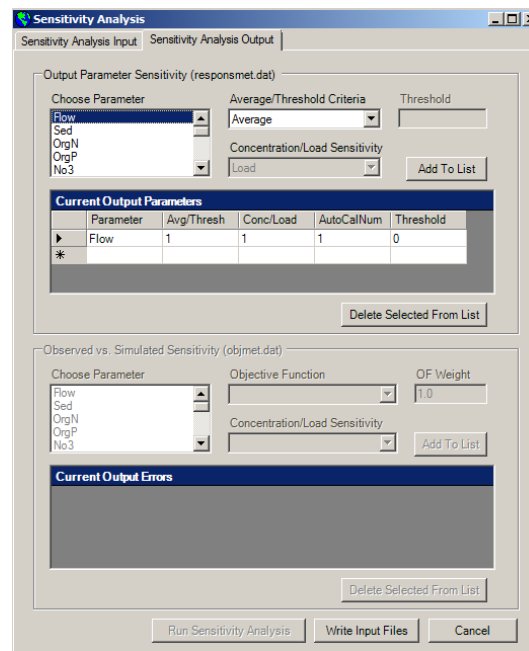 Sensitivity Analysis
Sensitivity Analysis Input Sensitivity Analysis Output
Output Parameter Sensitivity (responsmet.dat)
Choose Parameter Average/Threshold Criteria Threshold
Flow
Sed
OrgN
OrgP
No3
Average
Concentration/Load Sensitivity
Load Add To List
Current Output Parameters
Parameter Avg/Thresh Conc/Load AutoCalNum Threshold
Flow 1 1 1 0
Delete Selected From List
Observed vs. Simulated Sensitivity (objmet.dat)
Choose Parameter Objective Function OF Weight
Flow
Sed
OrgN
OrgP
No3
1.0
Concentration/Load Sensitivity
Add To List
Current Output Errors
Delete Selected From List
Run Sensitivity Analysis Write Input Files Cancel